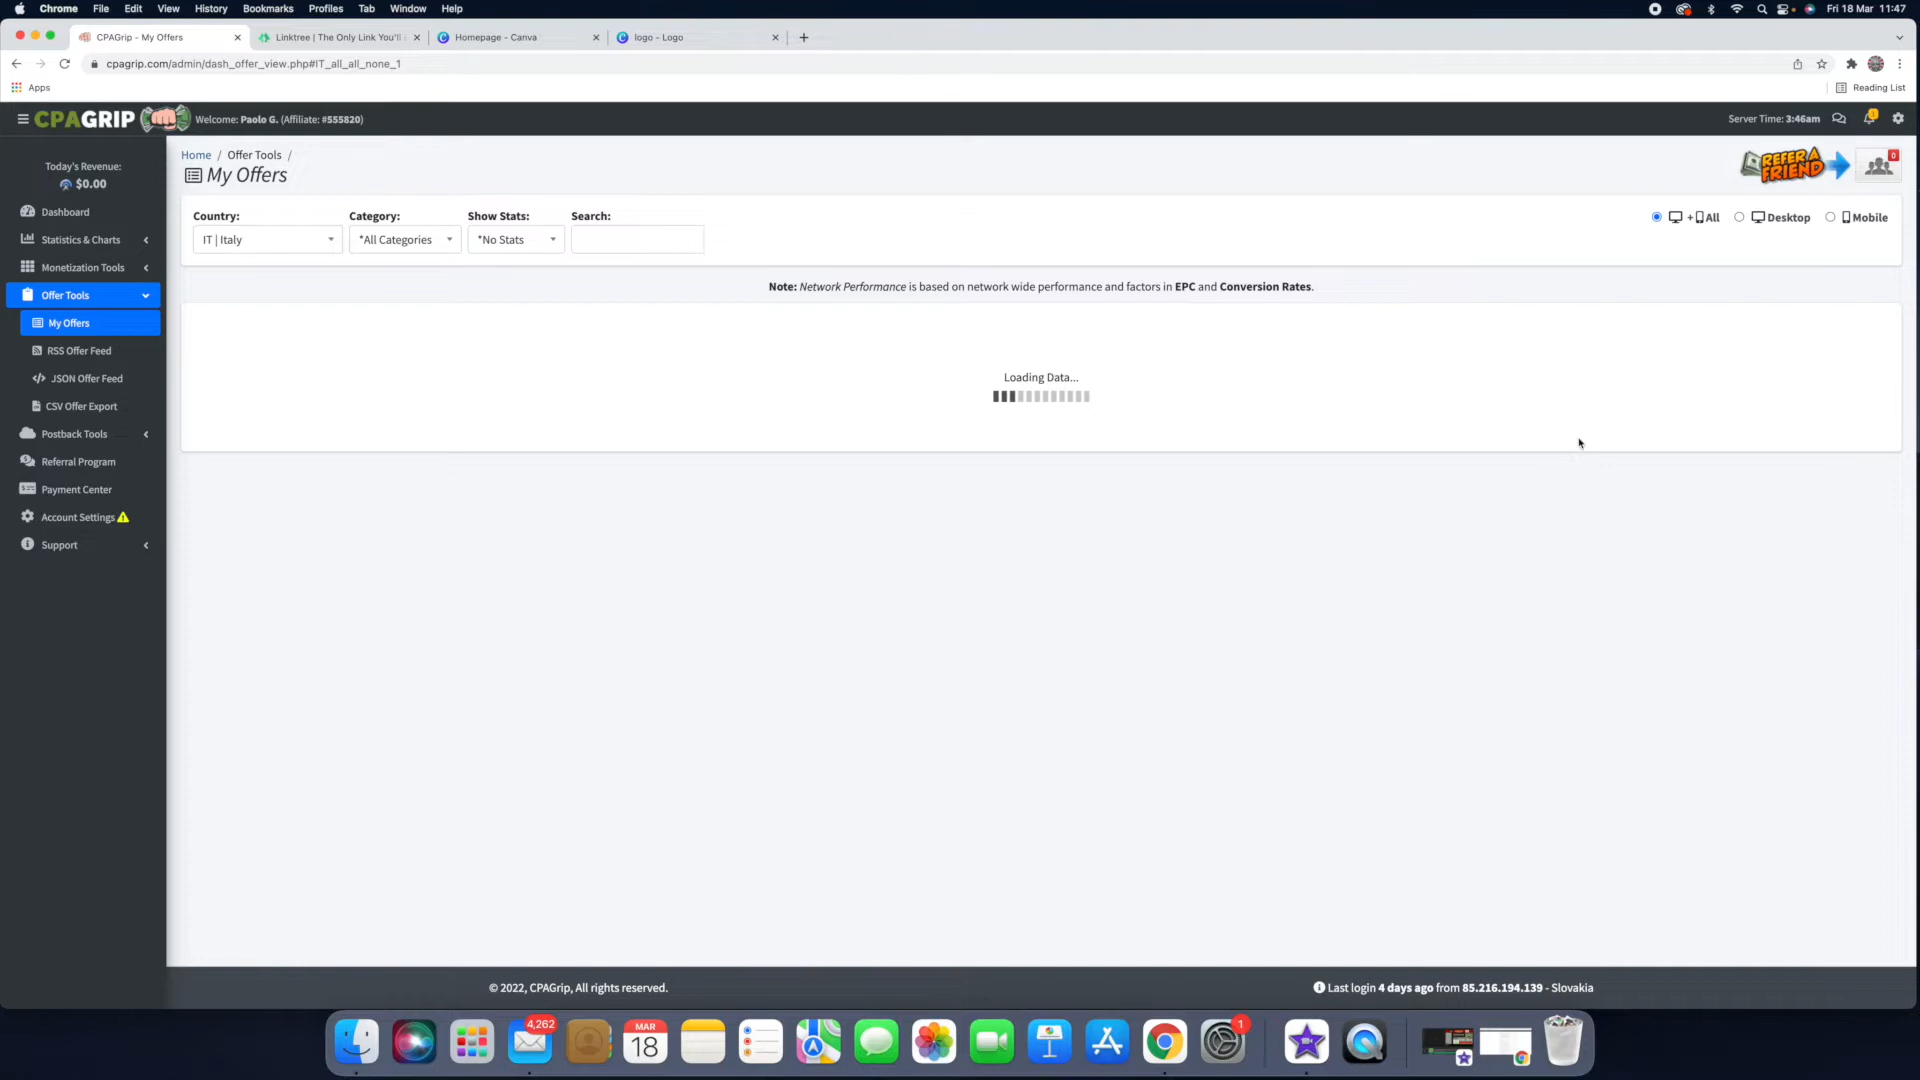 Chrome File Edit View History Bookmarks Profiles Tab Window Help Fri 18 Mar 11:47
CPAGrip - My Offers Linktree | The Only Link You'll Homepage - Canva logo - Logo
cpagrip.com/admin/dash_offer_view.php#IT_all_all_none_1
Apps Reading List
CPAGRIP Welcome: Paolo G. (Affiliate: #555820) Server Time: 3:46am 1
Today's Revenue:
$0.00
Dashboard
Statistics & Charts
Monetization Tools
Offer Tools
My Offers
RSS Offer Feed
JSON Offer Feed
CSV Offer Export
Postback Tools
Referral Program
Payment Center
Account Settings
Support
Home / Offer Tools /
My Offers
REFER A FRIEND 0
Country: Category: Show Stats: Search:
IT | Italy *All Categories *No Stats
+ All Desktop Mobile
Note: Network Performance is based on network wide performance and factors in EPC and Conversion Rates.
Loading Data...
© 2022, CPAGrip, All rights reserved. Last login 4 days ago from 85.216.194.139 - Slovakia
4,262 MAR 1
18